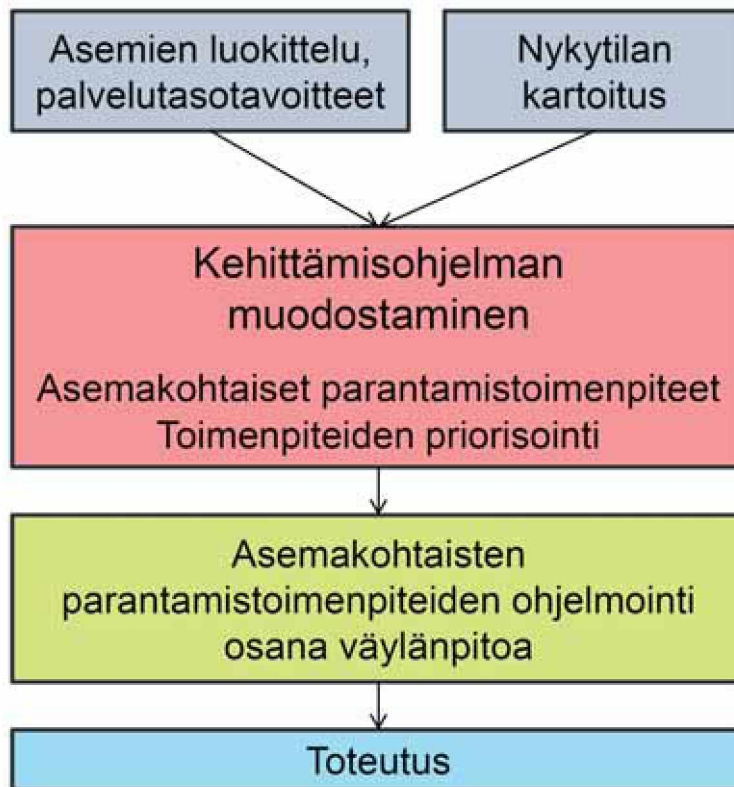 Asemien luokittelu,
palvelutasotavoitteet
Nykytilan
kartoitus
Kehittämisohjelman
muodostaminen
Asemakohtaiset parantamistoimenpiteet
Toimenpiteiden priorisointi
Asemakohtaisten
parantamistoimenpiteiden ohjelmointi
osana väylänpitoa
Toteutus